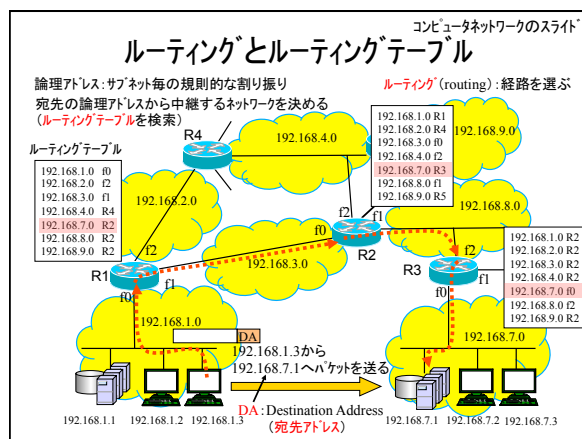 コンピュータネットワークのスライド
ルーティングとルーティングテーブル
論理アドレス：サブネット毎の規則的な割り振り
宛先の論理アドレスから中継するネットワークを決める
（ルーティングテーブルを検索）
ルーティング(routing)：経路を選ぶ
ルーティングテーブル
192.168.1.0 f0
192.168.2.0 f2
192.168.3.0 f1
192.168.4.0 R4
192.168.7.0 R2
192.168.8.0 R2
192.168.9.0 R2
R4
192.168.4.0
192.168.1.0 R1
192.168.2.0 R4
192.168.3.0 f0
192.168.4.0 f2
192.168.7.0 R3
192.168.8.0 f1
192.168.9.0 R5
192.168.9.0
192.168.2.0
f2
f1
f0
R2
192.168.8.0
f2
R1
f1
f0
192.168.3.0
f2
R3
f1
f0
192.168.1.0 R2
192.168.2.0 R2
192.168.3.0 R2
192.168.4.0 R2
192.168.7.0 f0
192.168.8.0 f2
192.168.9.0 R2
192.168.1.0
DA
192.168.1.3から
192.168.7.1へパケットを送る
192.168.7.0
DA：Destination Address
（宛先アドレス）
192.168.1.1
192.168.1.2
192.168.1.3
192.168.7.1
192.168.7.2
192.168.7.3